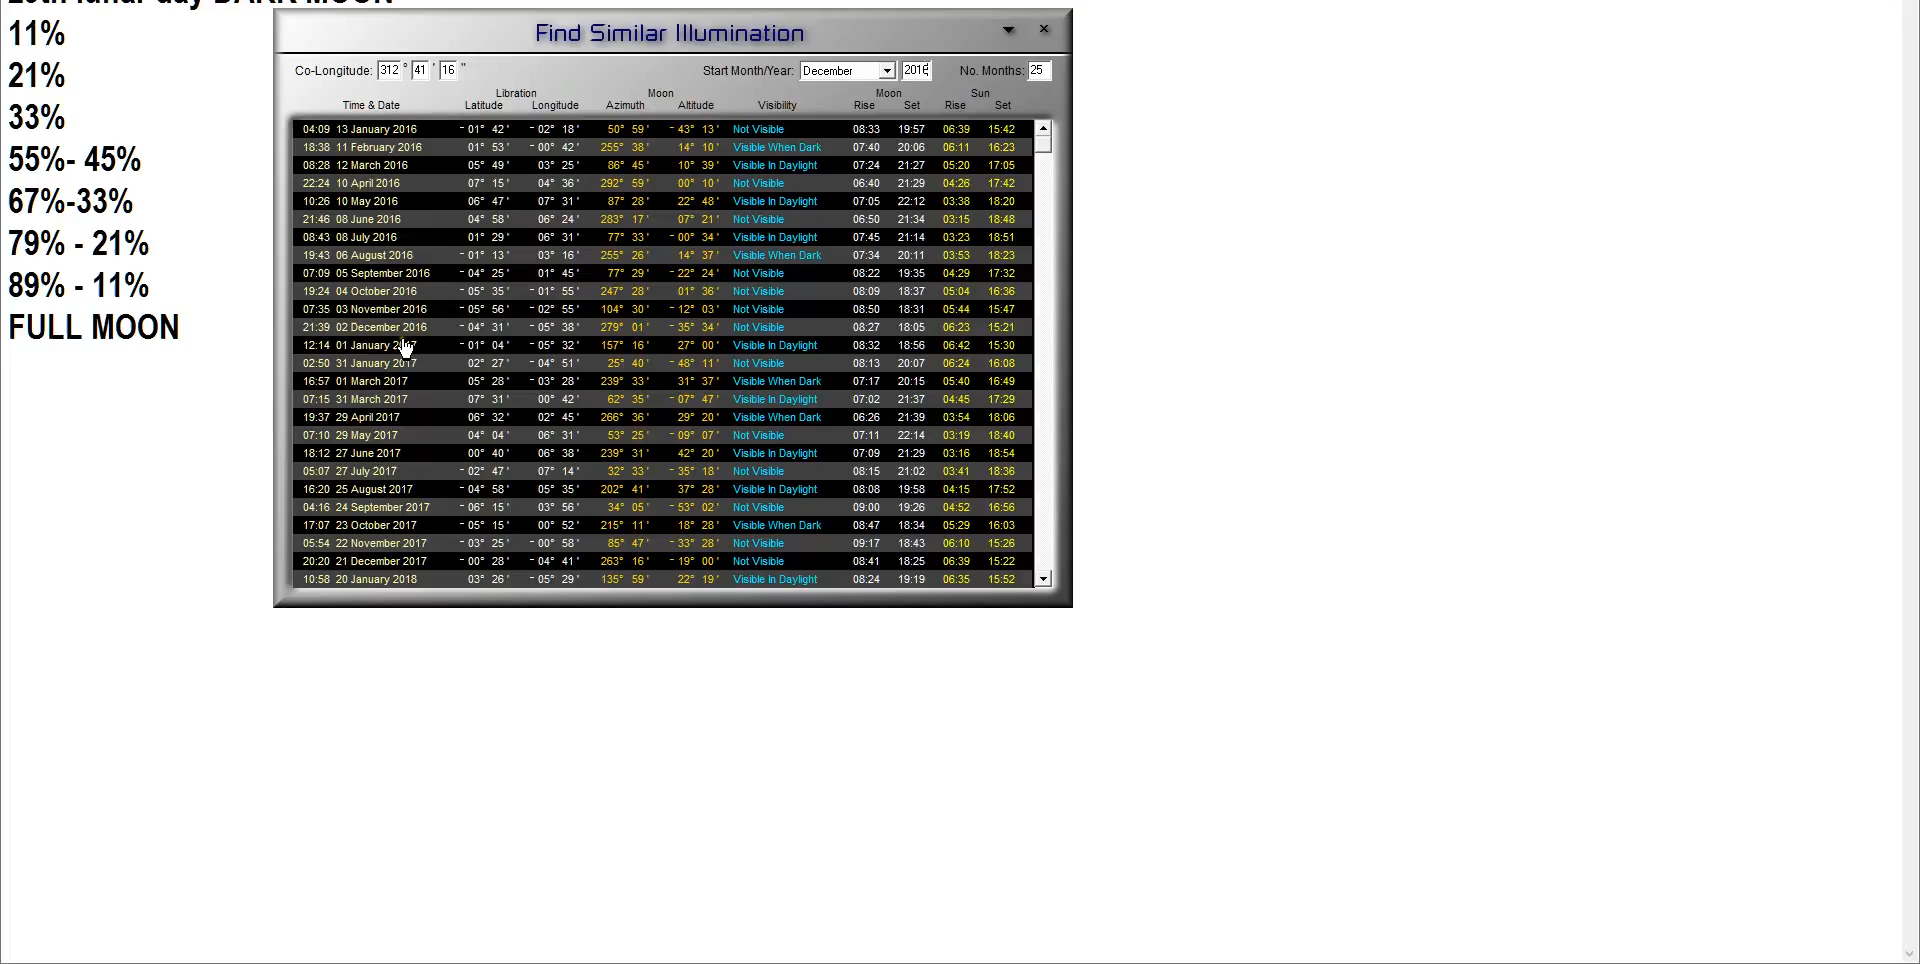 29th lunar day DARK MOON
11%
21%
33%
55%- 45%
67%-33%
79% - 21%
89% - 11%
FULL MOON
Find Similar Illumination
Co-Longitude: 312 ° 41 ' 16 " Start Month/Year: December 2016 No. Months: 25
Libration Moon Moon Sun
Time & Date Latitude Longitude Azimuth Altitude Visibility Rise Set Rise Set
04:09 13 January 2016 - 01° 42' - 02° 18' 50° 59' - 43° 13' Not Visible 08:33 19:57 06:39 15:42
18:38 11 February 2016 01° 53' - 00° 42' 255° 38' 14° 10' Visible When Dark 07:40 20:06 06:11 16:23
08:28 12 March 2016 05° 49' 03° 25' 86° 45' 10° 39' Visible In Daylight 07:24 21:27 05:20 17:05
22:24 10 April 2016 07° 15' 04° 36' 292° 59' 00° 10' Not Visible 06:40 21:29 04:26 17:42
10:26 10 May 2016 06° 47' 07° 31' 87° 28' 22° 48' Visible In Daylight 07:05 22:12 03:38 18:20
21:46 08 June 2016 04° 58' 06° 24' 283° 17' 07° 21' Not Visible 06:50 21:34 03:15 18:48
08:43 08 July 2016 01° 29' 06° 31' 77° 33' - 00° 34' Visible In Daylight 07:45 21:14 03:23 18:51
19:43 06 August 2016 - 01° 13' 03° 16' 255° 26' 14° 37' Visible When Dark 07:34 20:11 03:53 18:23
07:09 05 September 2016 - 04° 25' 01° 45' 77° 29' - 22° 24' Not Visible 08:22 19:35 04:29 17:32
19:24 04 October 2016 - 05° 35' - 01° 55' 247° 28' 01° 36' Not Visible 08:09 18:37 05:04 16:36
07:35 03 November 2016 - 05° 56' - 02° 55' 104° 30' - 12° 03' Not Visible 08:50 18:31 05:44 15:47
21:39 02 December 2016 - 04° 31' - 05° 38' 279° 01' - 35° 34' Not Visible 08:27 18:05 06:23 15:21
12:14 01 January 2017 - 01° 04' - 05° 32' 157° 16' 27° 00' Visible In Daylight 08:32 18:56 06:42 15:30
02:50 31 January 2017 02° 27' - 04° 51' 25° 40' - 48° 11' Not Visible 08:13 20:07 06:24 16:08
16:57 01 March 2017 05° 28' - 03° 28' 239° 33' 31° 37' Visible When Dark 07:17 20:15 05:40 16:49
07:15 31 March 2017 07° 31' 00° 42' 62° 35' - 07° 47' Visible In Daylight 07:02 21:37 04:45 17:29
19:37 29 April 2017 06° 32' 02° 45' 266° 36' 29° 20' Visible When Dark 06:26 21:39 03:54 18:06
07:10 29 May 2017 04° 04' 06° 31' 53° 25' - 09° 07' Not Visible 07:11 22:14 03:19 18:40
18:12 27 June 2017 00° 40' 06° 38' 239° 31' 42° 20' Visible In Daylight 07:09 21:29 03:16 18:54
05:07 27 July 2017 - 02° 47' 07° 14' 32° 33' - 35° 18' Not Visible 08:15 21:02 03:41 18:36
16:20 25 August 2017 - 04° 58' 05° 35' 202° 41' 37° 28' Visible In Daylight 08:08 19:58 04:15 17:52
04:16 24 September 2017 - 06° 15' 03° 56' 34° 05' - 53° 02' Not Visible 09:00 19:26 04:52 16:56
17:07 23 October 2017 - 05° 15' 00° 52' 215° 11' 18° 28' Visible When Dark 08:47 18:34 05:29 16:03
05:54 22 November 2017 - 03° 25' - 00° 58' 85° 47' - 33° 28' Not Visible 09:17 18:43 06:10 15:26
20:20 21 December 2017 - 00° 28' - 04° 41' 263° 16' - 19° 00' Not Visible 08:41 18:25 06:39 15:22
10:58 20 January 2018 03° 26' - 05° 29' 135° 59' 22° 19' Visible In Daylight 08:24 19:19 06:35 15:52